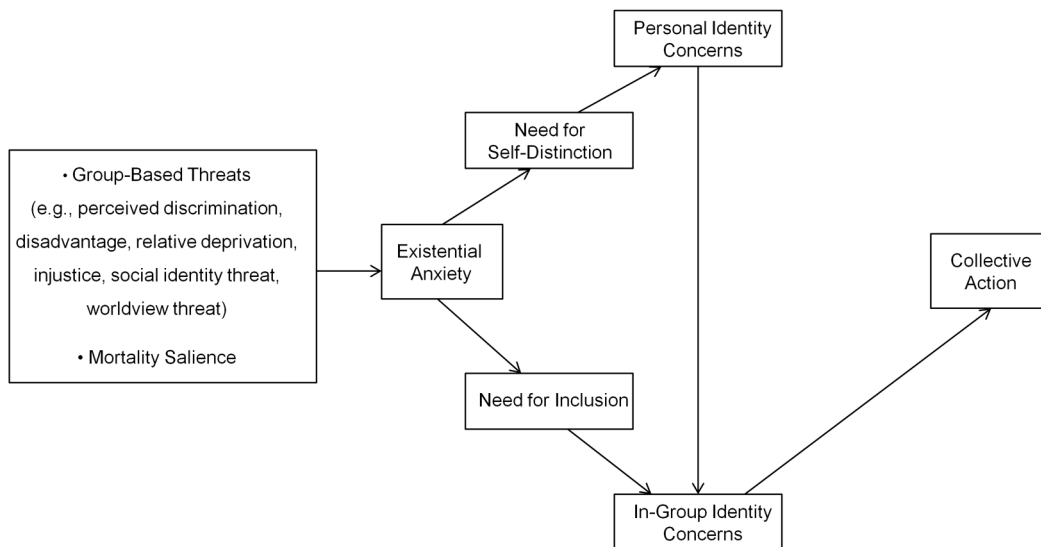 Personal Identity
Concerns
Need for
Self-Distinction
• Group-Based Threats
(e.g., perceived discrimination,
disadvantage, relative deprivation,
injustice, social identity threat,
worldview threat)
• Mortality Salience
Existential
Anxiety
Collective
Action
Need for Inclusion
In-Group Identity
Concerns